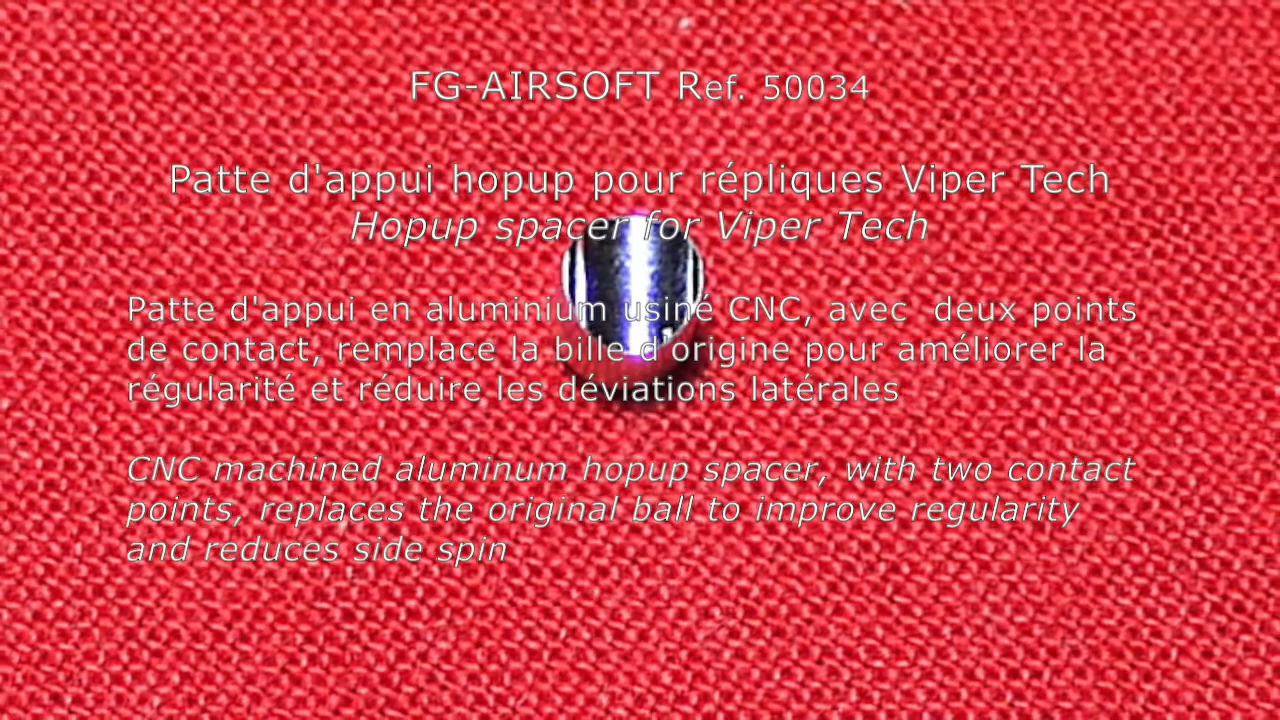 FG-AIRSOFT Ref. 50034
Patte d'appui hopup pour répliques Viper Tech
Hopup spacer for Viper Tech
Patte d'appui en aluminium usiné CNC, avec  deux points
de contact, remplace la bille d'origine pour améliorer la
régularité et réduire les déviations latérales
CNC machined aluminum hopup spacer, with two contact
points, replaces the original ball to improve regularity
and reduces side spin